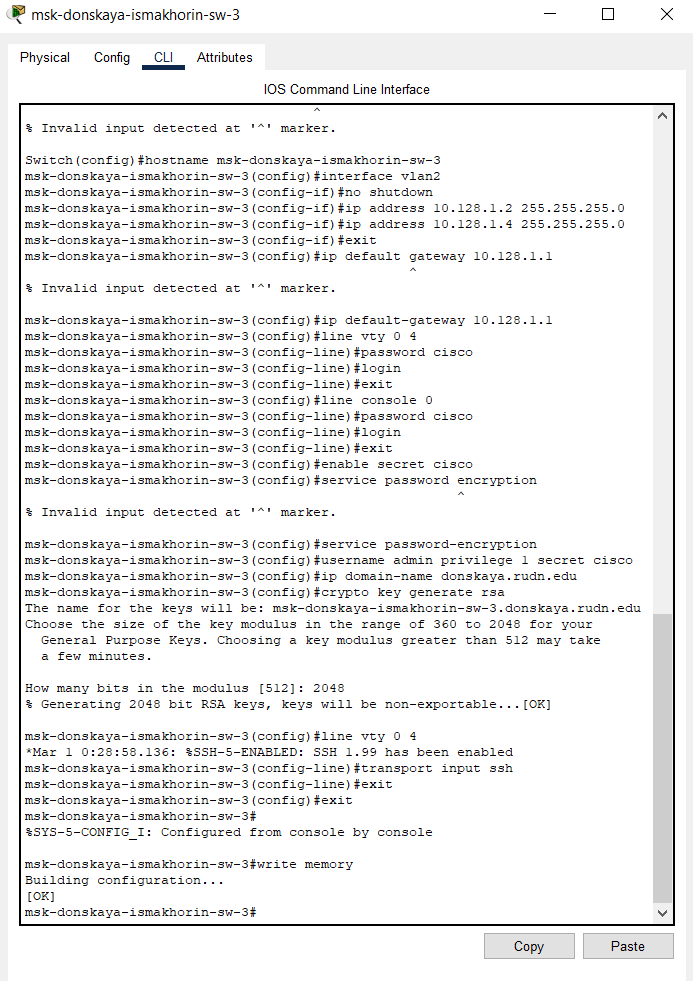 msk-donskaya-ismakhorin-sw-3
Physical Config CLI Attributes
IOS Command Line Interface
^
% Invalid input detected at '^' marker.
Switch(config)#hostname msk-donskaya-ismakhorin-sw-3
msk-donskaya-ismakhorin-sw-3(config)#interface vlan2
msk-donskaya-ismakhorin-sw-3(config-if)#no shutdown
msk-donskaya-ismakhorin-sw-3(config-if)#ip address 10.128.1.2 255.255.255.0
msk-donskaya-ismakhorin-sw-3(config-if)#ip address 10.128.1.4 255.255.255.0
msk-donskaya-ismakhorin-sw-3(config-if)#exit
msk-donskaya-ismakhorin-sw-3(config)#ip default gateway 10.128.1.1
^
% Invalid input detected at '^' marker.
msk-donskaya-ismakhorin-sw-3(config)#ip default-gateway 10.128.1.1
msk-donskaya-ismakhorin-sw-3(config)#line vty 0 4
msk-donskaya-ismakhorin-sw-3(config-line)#password cisco
msk-donskaya-ismakhorin-sw-3(config-line)#login
msk-donskaya-ismakhorin-sw-3(config-line)#exit
msk-donskaya-ismakhorin-sw-3(config)#line console 0
msk-donskaya-ismakhorin-sw-3(config-line)#password cisco
msk-donskaya-ismakhorin-sw-3(config-line)#login
msk-donskaya-ismakhorin-sw-3(config-line)#exit
msk-donskaya-ismakhorin-sw-3(config)#enable secret cisco
msk-donskaya-ismakhorin-sw-3(config)#service password encryption
^
% Invalid input detected at '^' marker.
msk-donskaya-ismakhorin-sw-3(config)#service password-encryption
msk-donskaya-ismakhorin-sw-3(config)#username admin privilege 1 secret cisco
msk-donskaya-ismakhorin-sw-3(config)#ip domain-name donskaya.rudn.edu
msk-donskaya-ismakhorin-sw-3(config)#crypto key generate rsa
The name for the keys will be: msk-donskaya-ismakhorin-sw-3.donskaya.rudn.edu
Choose the size of the key modulus in the range of 360 to 2048 for your
General Purpose Keys. Choosing a key modulus greater than 512 may take
a few minutes.
How many bits in the modulus [512]: 2048
% Generating 2048 bit RSA keys, keys will be non-exportable...[OK]
msk-donskaya-ismakhorin-sw-3(config)#line vty 0 4
*Mar 1 0:28:58.136: %SSH-5-ENABLED: SSH 1.99 has been enabled
msk-donskaya-ismakhorin-sw-3(config-line)#transport input ssh
msk-donskaya-ismakhorin-sw-3(config-line)#exit
msk-donskaya-ismakhorin-sw-3(config)#exit
msk-donskaya-ismakhorin-sw-3#
%SYS-5-CONFIG_I: Configured from console by console
msk-donskaya-ismakhorin-sw-3#write memory
Building configuration...
[OK]
msk-donskaya-ismakhorin-sw-3#
Copy Paste